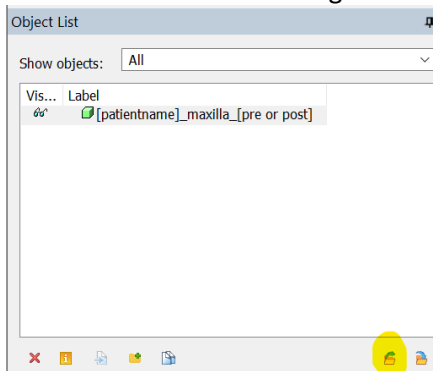 Object List
Show objects: All
Vis... Label
[patientname]_maxilla_[pre or post]